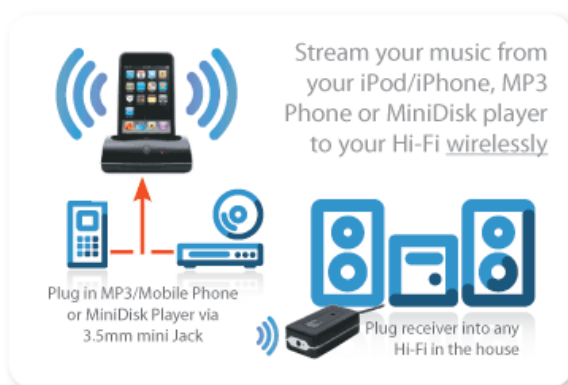 Stream your music from
your iPod/iPhone, MP3
Phone or MiniDisk player
to your Hi-Fi wirelessly
Plug in MP3/Mobile Phone
or MiniDisk Player via
3.5mm mini Jack
Plug receiver into any
Hi-Fi in the house